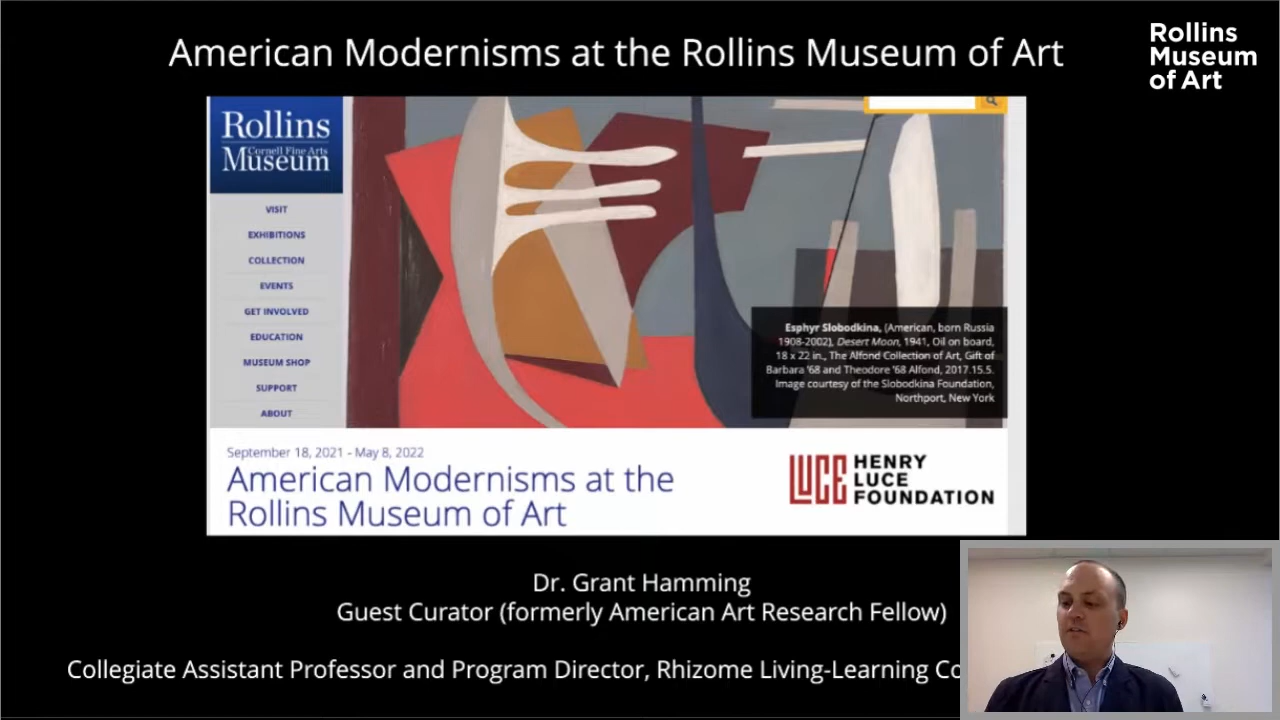 American Modernisms at the Rollins Museum of Art
Rollins
Museum
of Art
Rollins
Cornell Fine Arts
Museum
VISIT
EXHIBITIONS
COLLECTION
EVENTS
GET INVOLVED
EDUCATION
MUSEUM SHOP
SUPPORT
ABOUT
Esphyr Slobodkina, (American, born Russia
1908-2002), Desert Moon, 1941, Oil on board,
18 x 22 in., The Alfond Collection of Art, Gift of
Barbara '68 and Theodore '68 Alfond, 2017.15.5.
Image courtesy of the Slobodkina Foundation,
Northport, New York
September 18, 2021 - May 8, 2022
American Modernisms at the
Rollins Museum of Art
LUCE
HENRY
LUCE
FOUNDATION
Dr. Grant Hamming
Guest Curator (formerly American Art Research Fellow)
Collegiate Assistant Professor and Program Director, Rhizome Living-Learning Co